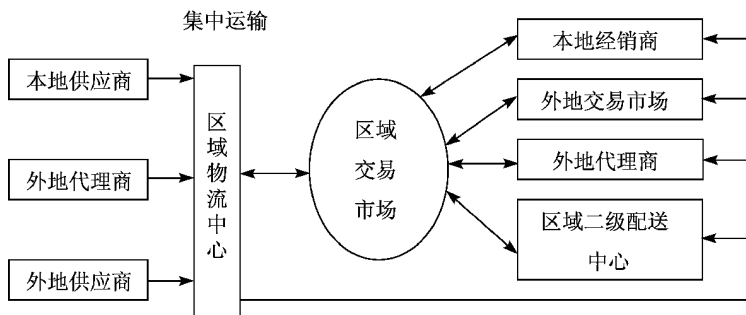 集中运输
本地供应商
外地代理商
外地供应商
区域物流中心
区域
交易
市场
本地经销商
外地交易市场
外地代理商
区域二级配送
中心